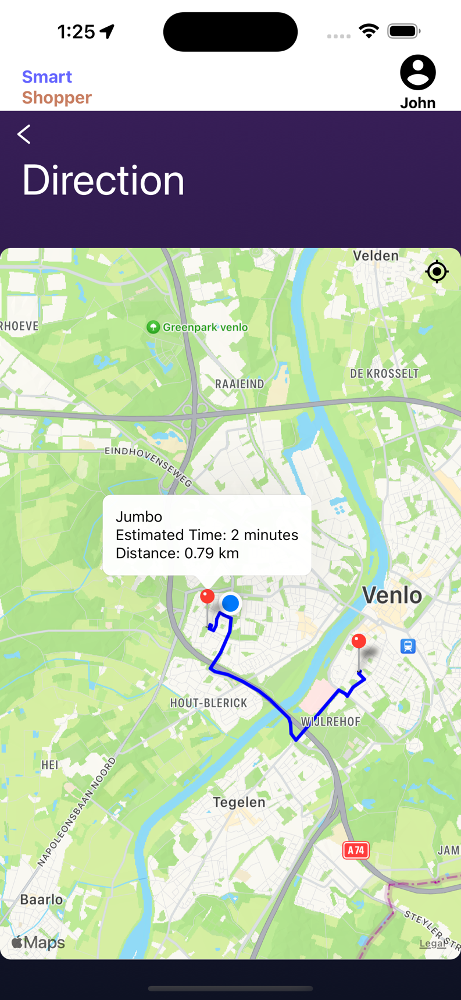 1:25
Smart
Shopper
John
Direction
Velden
RHOEVE
Greenpark venlo
DE KROSSELT
RAAIEIND
EINDHOVENSEWEG
Jumbo
Estimated Time: 2 minutes
Distance: 0.79 km
Venlo
HOUT-BLERICK
WIJLREHOF
HEI
NAPOLEONSBAAN NOORD
Tegelen
A 74
JAM
Baarlo
STEYLER STR
Maps
Legal